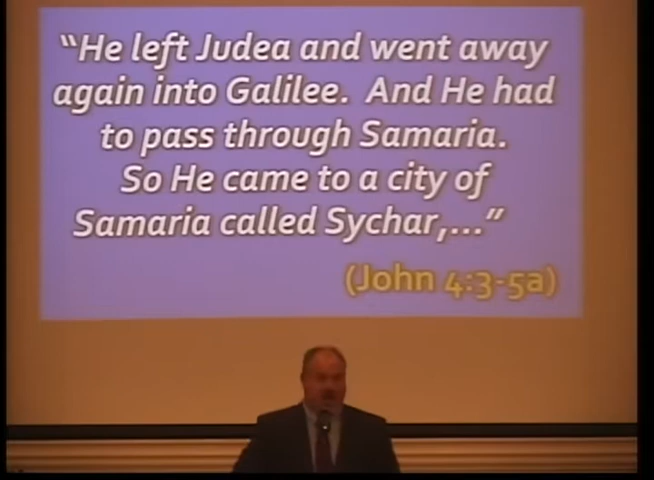 “He left Judea and went away
again into Galilee. And He had
to pass through Samaria.
So He came to a city of
Samaria called Sychar,...”
(John 4:3-5a)